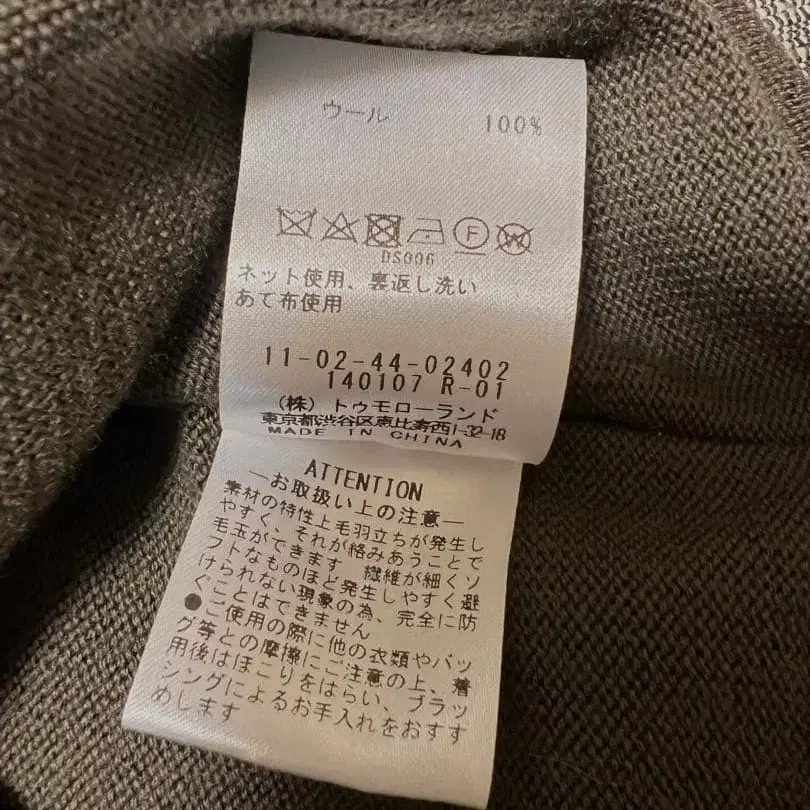 ウール 100%
F W
DS006
ネット使用、裏返し洗い
あて布使用
11-02-44-02402
140107 R-01
(株) トゥモローランド
東京都渋谷区恵比寿西1-32-18
MADE IN CHINA
ATTENTION
—お取扱い上の注意—
素材の特性上毛羽立ちが発生し
やすく、それが絡みあうことで
毛玉ができます 繊維が細くソ
フトなものほど発生しやすく避
けられない現象の為、完全に防
ぐことはできません
●ご使用の際に他の衣類やバッ
グ等との摩擦にご注意の上、着
用後はほこりをはらい、ブラッ
シングによるお手入れをおすす
めします